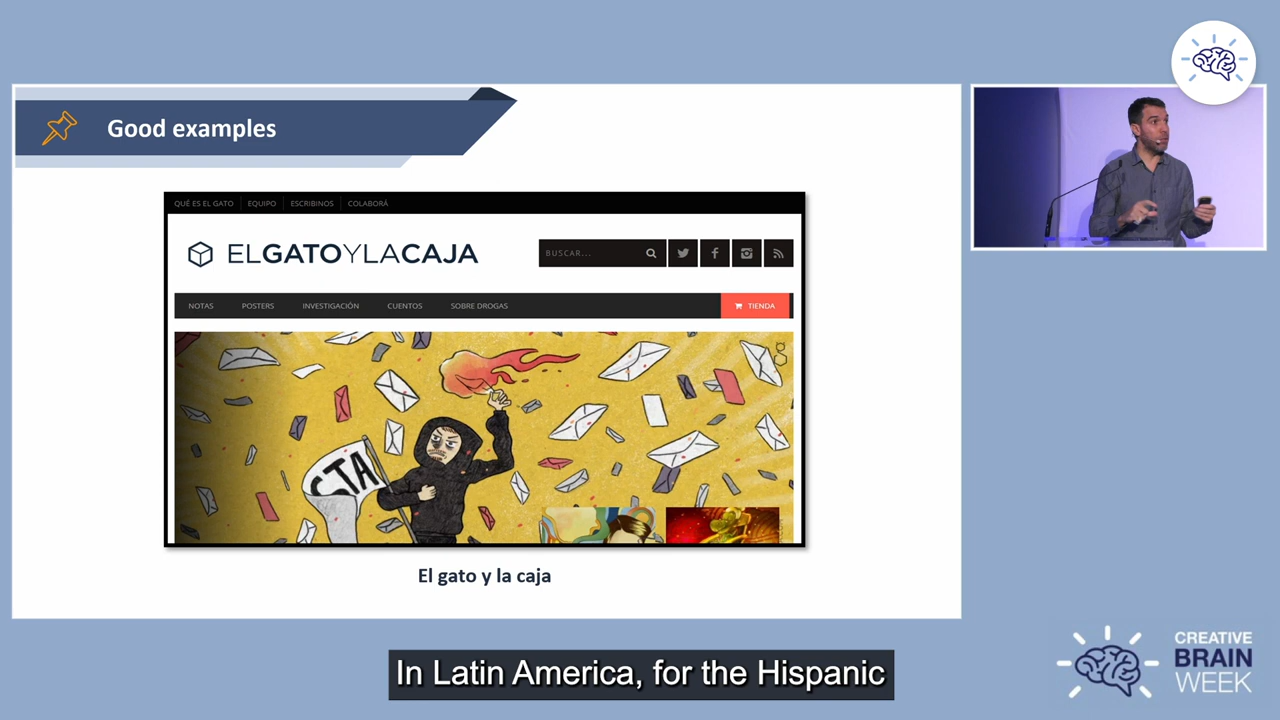 Good examples
QUÉ ES EL GATO EQUIPO ESCRIBINOS COLABORÁ
ELGATOYLACAJA
BUSCAR...
NOTAS POSTERS INVESTIGACIÓN CUENTOS SOBRE DROGAS TIENDA
STA
El gato y la caja
In Latin America, for the Hispanic
CREATIVE
BRAIN
WEEK